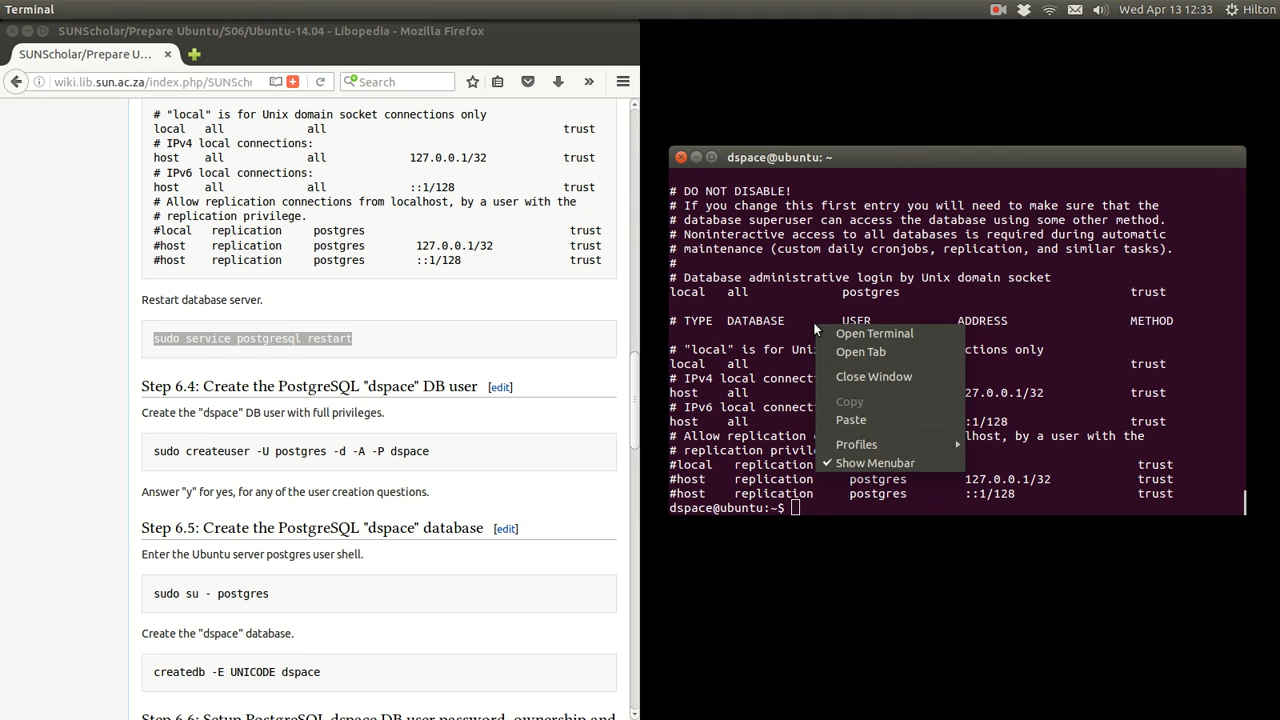 Terminal
Wed Apr 13 12:33 Hilton
SUNScholar/Prepare Ubuntu/S06/Ubuntu-14.04 - Libopedia - Mozilla Firefox
SUNScholar/Prepare U... ×
wiki.lib.sun.ac.za/index.php/SUNSch
Search
# "local" is for Unix domain socket connections only
local all all trust
# IPv4 local connections:
host all all 127.0.0.1/32 trust
# IPv6 local connections:
host all all ::1/128 trust
# Allow replication connections from localhost, by a user with the
# replication privilege.
#local replication postgres trust
#host replication postgres 127.0.0.1/32 trust
#host replication postgres ::1/128 trust
Restart database server.
sudo service postgresql restart
Step 6.4: Create the PostgreSQL "dspace" DB user [edit]
Create the "dspace" DB user with full privileges.
sudo createuser -U postgres -d -A -P dspace
Answer "y" for yes, for any of the user creation questions.
Step 6.5: Create the PostgreSQL "dspace" database [edit]
Enter the Ubuntu server postgres user shell.
sudo su - postgres
Create the "dspace" database.
createdb -E UNICODE dspace
Step 6.6: Setup PostgreSQL dspace DB user password, ownership and
dspace@ubuntu: ~
# DO NOT DISABLE!
# If you change this first entry you will need to make sure that the
# database superuser can access the database using some other method.
# Noninteractive access to all databases is required during automatic
# maintenance (custom daily cronjobs, replication, and similar tasks).
#
# Database administrative login by Unix domain socket
local all postgres trust
# TYPE DATABASE USER ADDRESS METHOD
# "local" is for Uni ctions only
local all trust
# IPv4 local connect
host all 27.0.0.1/32 trust
# IPv6 local connect
host all :1/128 trust
# Allow replication lhost, by a user with the
# replication privil
#local replication trust
#host replication postgres 127.0.0.1/32 trust
#host replication postgres ::1/128 trust
dspace@ubuntu:~$
Open Terminal
Open Tab
Close Window
Copy
Paste
Profiles
Show Menubar